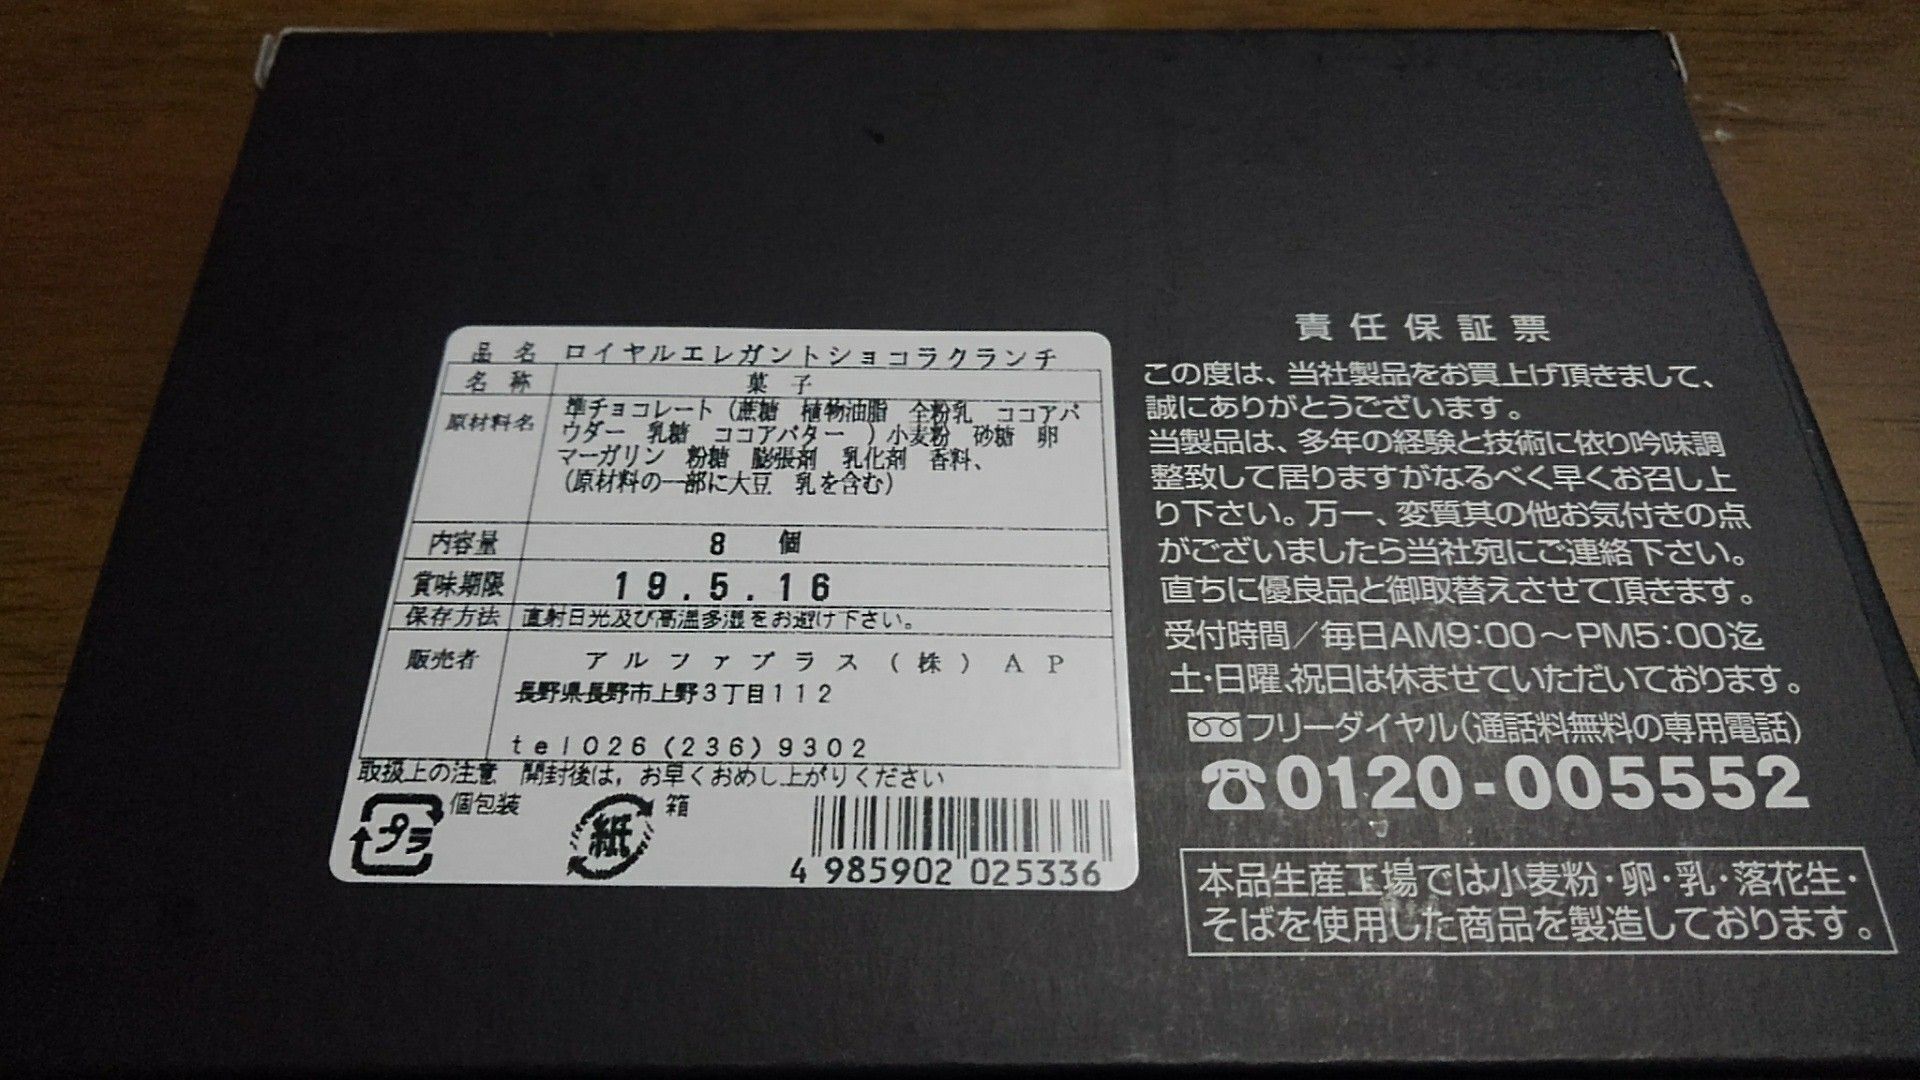 品名 ロイヤルエレガントショコラクランチ
名称 菓子
原材料名 準チョコレート(蔗糖 植物油脂 全粉乳 ココアパ
ウダー 乳糖 ココアバター )小麦粉 砂糖 卵
マーガリン 粉糖 膨張剤 乳化剤 香料、
(原材料の一部に大豆 乳を含む)
内容量 8 個
賞味期限 19.5.16
保存方法 直射日光及び高温多湿をお避け下さい。
販売者 アルファプラス(株)AP
長野県長野市上野3丁目112
tel026(236)9302
取扱上の注意 開封後は,お早くおめし上がりください
プラ 個包装 紙 箱
4 985902 025336
責任保証票
この度は、当社製品をお買上げ頂きまして、
誠にありがとうございます。
当製品は、多年の経験と技術に依り吟味調
整致して居りますがなるべく早くお召し上
り下さい。万一、変質其の他お気付きの点
がございましたら当社宛にご連絡下さい。
直ちに優良品と御取替えさせて頂きます。
受付時間/毎日AM9:00〜PM5:00迄
土・日曜、祝日は休ませていただいております。
フリーダイヤル(通話料無料の専用電話)
☎0120-005552
本品生産工場では小麦粉・卵・乳・落花生・
そばを使用した商品を製造しております。